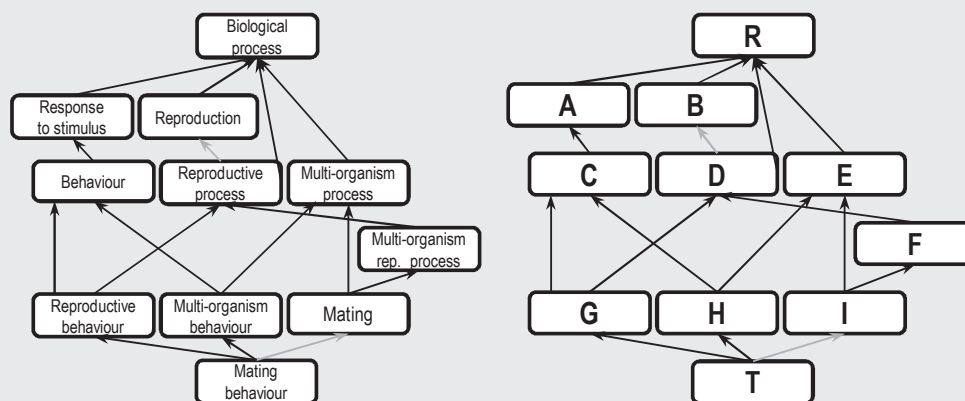 Biological
process
Response
to stimulus
Reproduction
Behaviour
Reproductive
process
Multi-organism
process
Multi-organism
rep. process
Reproductive
behaviour
Multi-organism
behaviour
Mating
Mating
behaviour
R
A
B
C
D
E
F
G
H
I
T